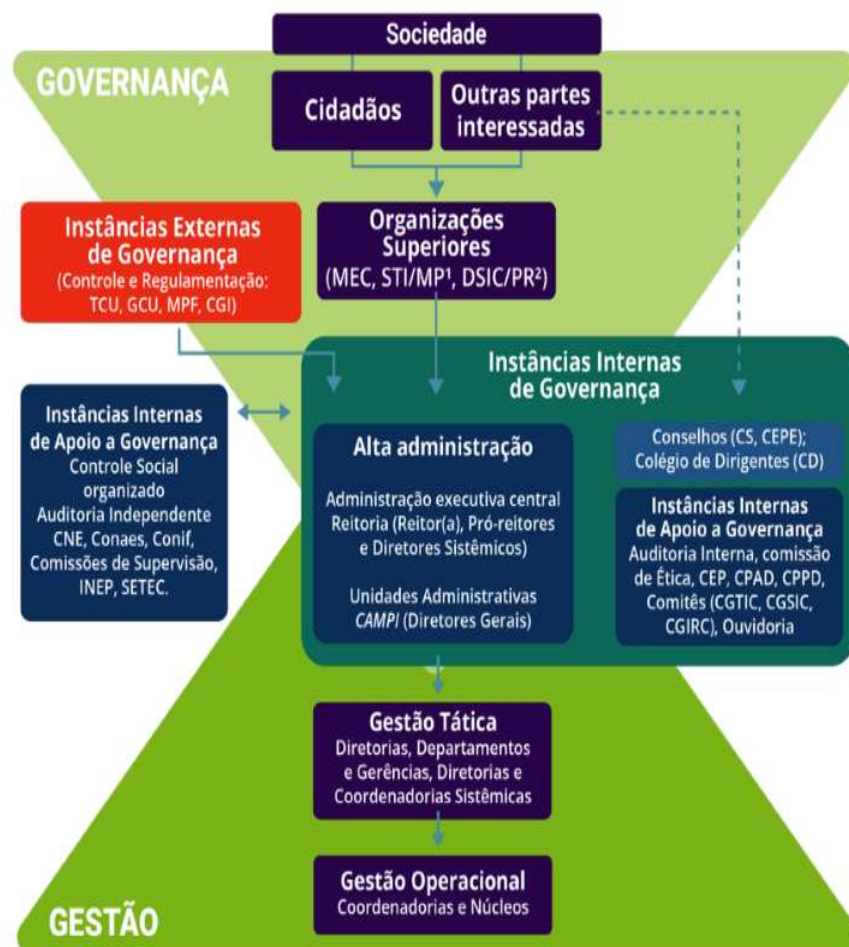 Sociedade
GOVERNANÇA
Cidadãos
Outras partes
interessadas
Instâncias Externas
de Governança
(Controle e Regulamentação:
TCU, GCU, MPF, CGI)
Organizações
Superiores
(MEC, STI/MP¹, DSIC/PR²)
Instâncias Internas
de Governança
Instâncias Internas
de Apoio a Governança
Controle Social
organizado
Auditoria Independente
CNE, Conaes, Conif,
Comissões de Supervisão,
INEP, SETEC.
Alta administração
Administração executiva central
Reitoria (Reitor(a), Pró-reitores
e Diretores Sistêmicos)
Unidades Administrativas
CAMPI (Diretores Gerais)
Conselhos (CS, CEPE);
Colégio de Dirigentes (CD)
Instâncias Internas
de Apoio a Governança
Auditoria Interna, comissão
de Ética, CEP, CPAD, CPPD,
Comitês (CGTIC, CGSIC,
CGIRC), Ouvidoria
Gestão Tática
Diretorias, Departamentos
e Gerências, Diretorias e
Coordenadorias Sistêmicas
Gestão Operacional
Coordenadorias e Núcleos
GESTÃO